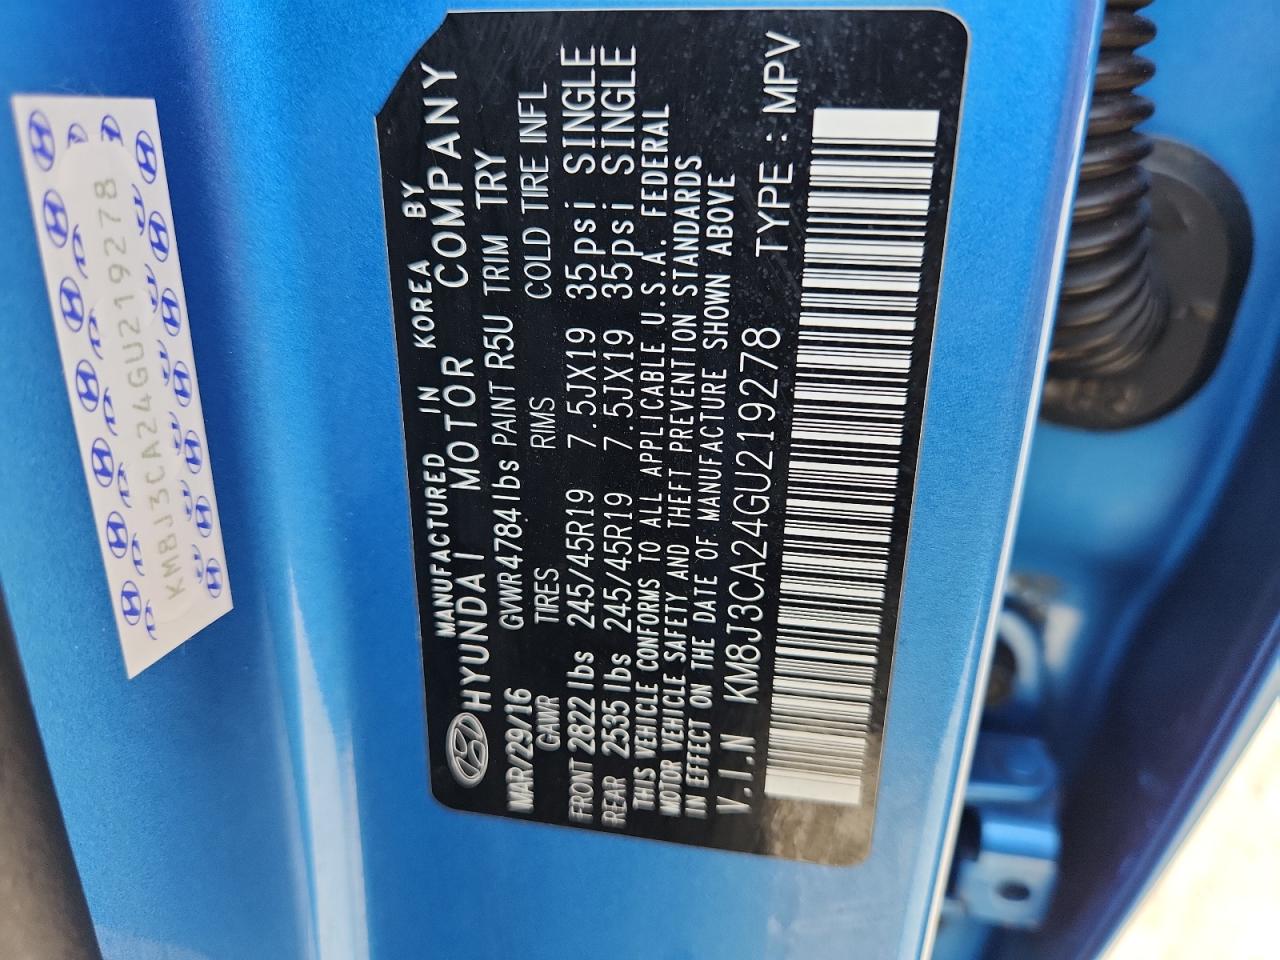 KM8J3CA24GU219278
MANUFACTURED IN KOREA BY
HYUNDAI MOTOR COMPANY
MAR/29/16 GVWR4784lbs PAINT R5U TRIM TRY
GAWR TIRES RIMS COLD TIRE INFL
FRONT 2822 lbs 245/45R19 7.5JX19 35psi SINGLE
REAR 2535 lbs 245/45R19 7.5JX19 35psi SINGLE
THIS VEHICLE CONFORMS TO ALL APPLICABLE U.S.A. FEDERAL
MOTOR VEHICLE SAFETY AND THEFT PREVENTION STANDARDS
IN EFFECT ON THE DATE OF MANUFACTURE SHOWN ABOVE
V.I.N KM8J3CA24GU219278 TYPE : MPV